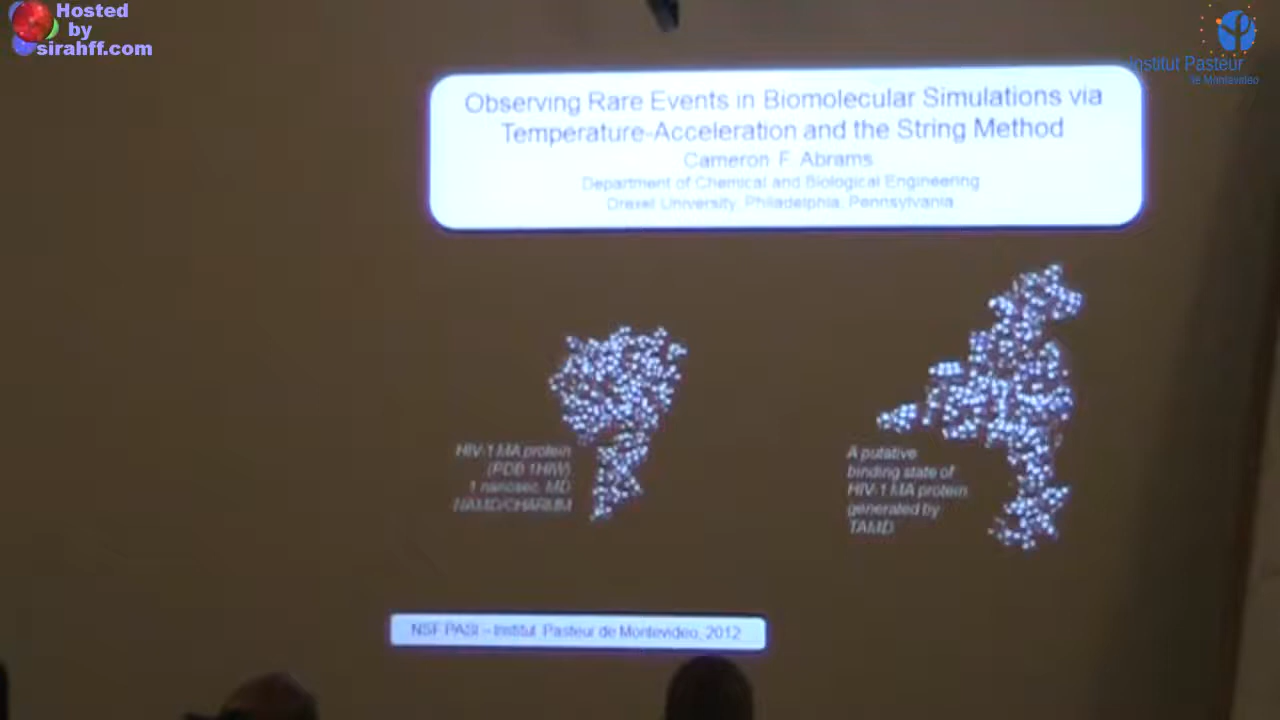 Hosted
by
sirahff.com
Institut Pasteur
de Montevideo
Observing Rare Events in Biomolecular Simulations via
Temperature-Acceleration and the String Method
Cameron F. Abrams
Department of Chemical and Biological Engineering
Drexel University, Philadelphia, Pennsylvania
HIV-1 MA protein
(PDB 1HIW)
1 nanosec. MD
NAMD/CHARMM
A putative
binding state of
HIV-1 MA protein
generated by
TAMD
NSF PASI – Institut Pasteur de Montevideo, 2012